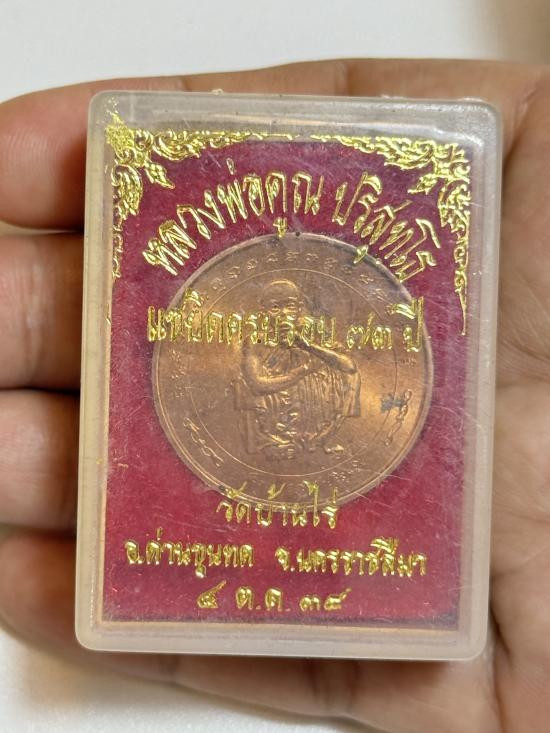 หลวงพ่อคูณ ปริสุทโธ
แซยิดครบรอบ ๗๓ ปี
วัดบ้านไร่
อ.ด่านขุนทด จ.นครราชสีมา
๔ ต.ค. ๓๙